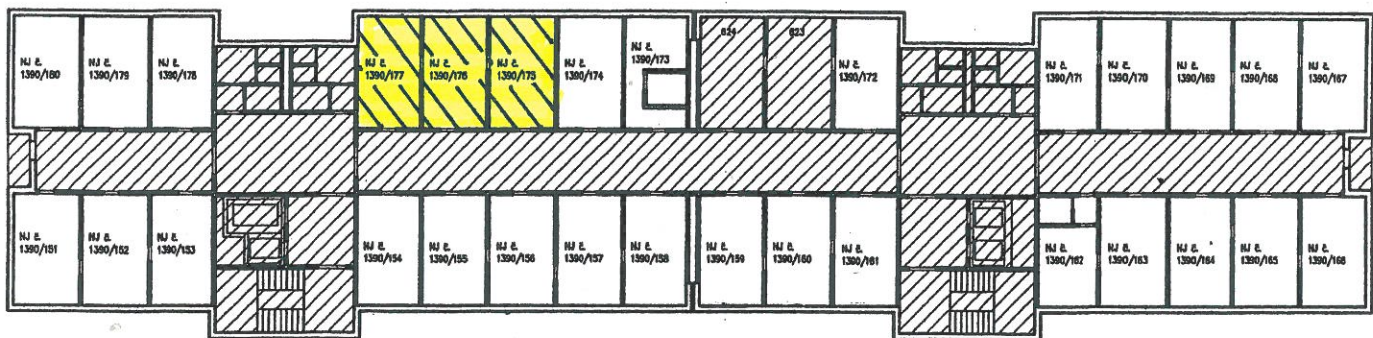 NJ č.
1390/180
NJ č.
1390/179
NJ č.
1390/178
NJ č.
1390/177
NJ č.
1390/176
NJ č.
1390/175
NJ č.
1390/174
NJ č.
1390/173
624
623
NJ č.
1390/172
NJ č.
1390/171
NJ č.
1390/170
NJ č.
1390/169
NJ č.
1390/168
NJ č.
1390/167
NJ č.
1390/151
NJ č.
1390/152
NJ č.
1390/153
NJ č.
1390/154
NJ č.
1390/155
NJ č.
1390/156
NJ č.
1390/157
NJ č.
1390/158
NJ č.
1390/159
NJ č.
1390/160
NJ č.
1390/161
NJ č.
1390/162
NJ č.
1390/163
NJ č.
1390/164
NJ č.
1390/165
NJ č.
1390/166